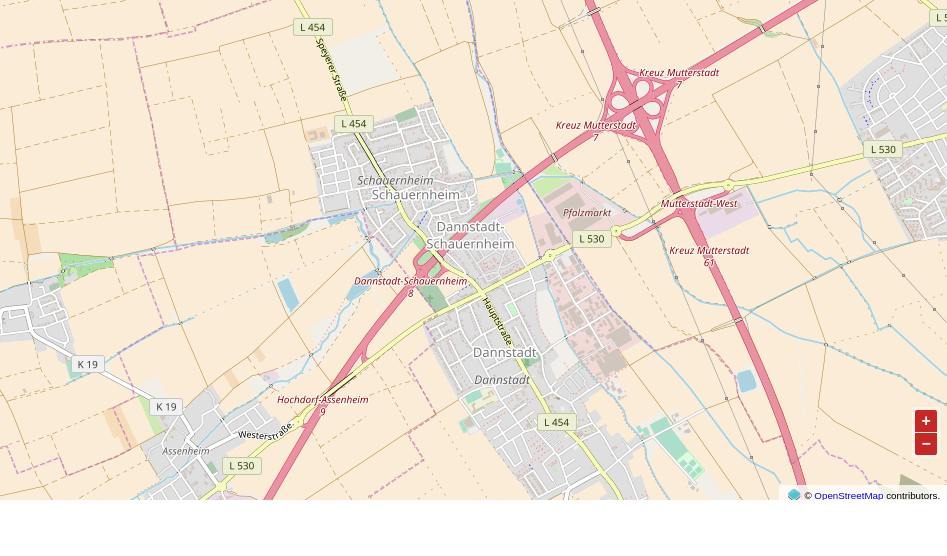 L 454
Speyerer Straße
Kreuz Mutterstadt
7
L 454
Kreuz Mutterstadt
7
L 530
Schauernheim
Schauernheim
Mutterstadt-West
Pfalzmarkt
Dannstadt-
Schauernheim
L 530
Kreuz Mutterstadt
61
Dannstadt-Schauernheim
8
Hauptstraße
Dannstadt
K 19
Dannstadt
Hochdorf-Assenheim
9
K 19
L 454
+
Westerstraße
−
Assenheim
L 530
© OpenStreetMap contributors.